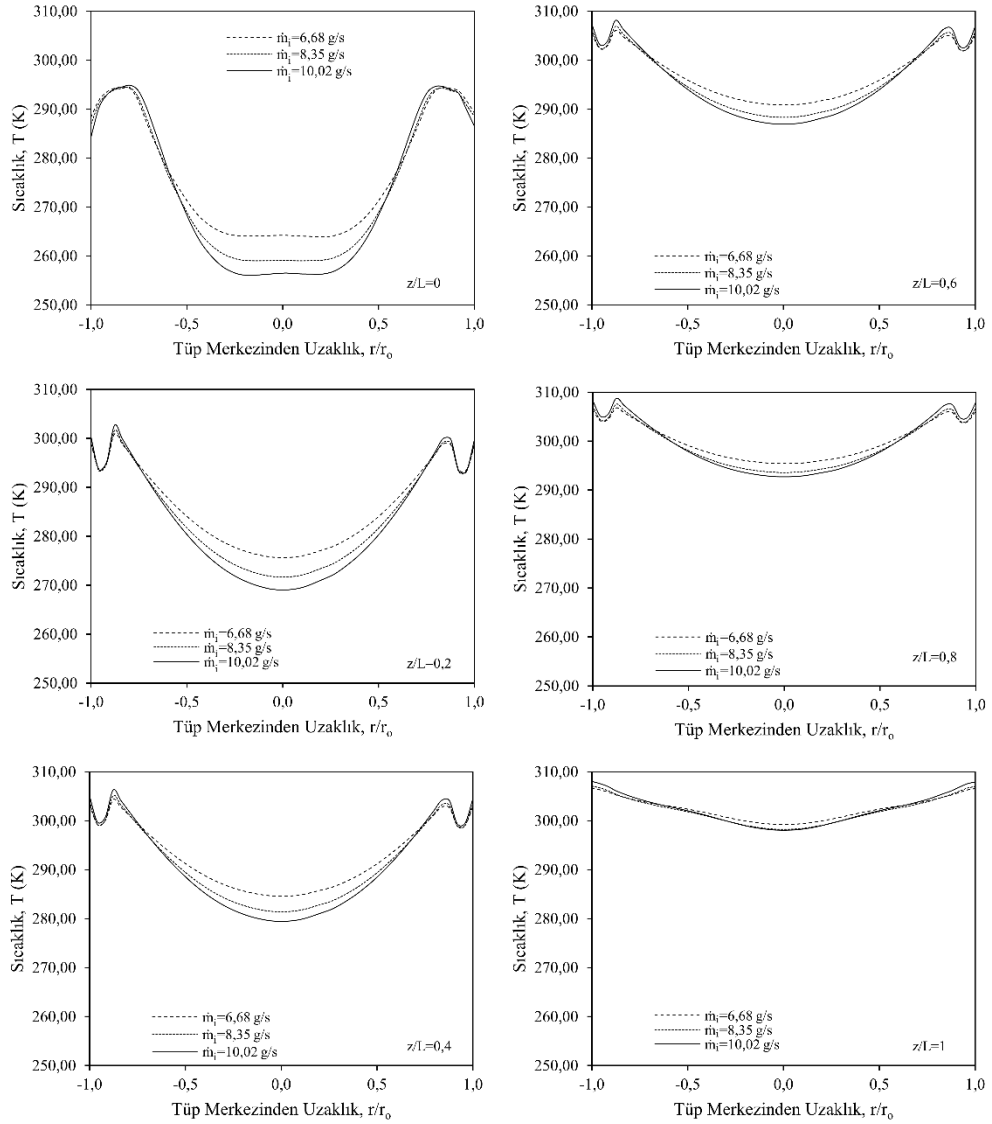 310,00
300,00
290,00
280,00
270,00
260,00
250,00
Sıcaklık, T (K)
ṁi=6,68 g/s
ṁi=8,35 g/s
ṁi=10,02 g/s
z/L=0
-1,0 -0,5 0,0 0,5 1,0
Tüp Merkezinden Uzaklık, r/ro
310,00
300,00
290,00
280,00
270,00
260,00
250,00
Sıcaklık, T (K)
ṁi=6,68 g/s
ṁi=8,35 g/s
ṁi=10,02 g/s
z/L=0,6
-1,0 -0,5 0,0 0,5 1,0
Tüp Merkezinden Uzaklık, r/ro
310,00
300,00
290,00
280,00
270,00
260,00
250,00
Sıcaklık, T (K)
ṁi=6,68 g/s
ṁi=8,35 g/s
ṁi=10,02 g/s
z/L=0,2
-1,0 -0,5 0,0 0,5 1,0
Tüp Merkezinden Uzaklık, r/ro
310,00
300,00
290,00
280,00
270,00
260,00
250,00
Sıcaklık, T (K)
ṁi=6,68 g/s
ṁi=8,35 g/s
ṁi=10,02 g/s
z/L=0,8
-1,0 -0,5 0,0 0,5 1,0
Tüp Merkezinden Uzaklık, r/ro
310,00
300,00
290,00
280,00
270,00
260,00
250,00
Sıcaklık, T (K)
ṁi=6,68 g/s
ṁi=8,35 g/s
ṁi=10,02 g/s
z/L=0,4
-1,0 -0,5 0,0 0,5 1,0
Tüp Merkezinden Uzaklık, r/ro
310,00
300,00
290,00
280,00
270,00
260,00
250,00
Sıcaklık, T (K)
ṁi=6,68 g/s
ṁi=8,35 g/s
ṁi=10,02 g/s
z/L=1
-1,0 -0,5 0,0 0,5 1,0
Tüp Merkezinden Uzaklık, r/ro